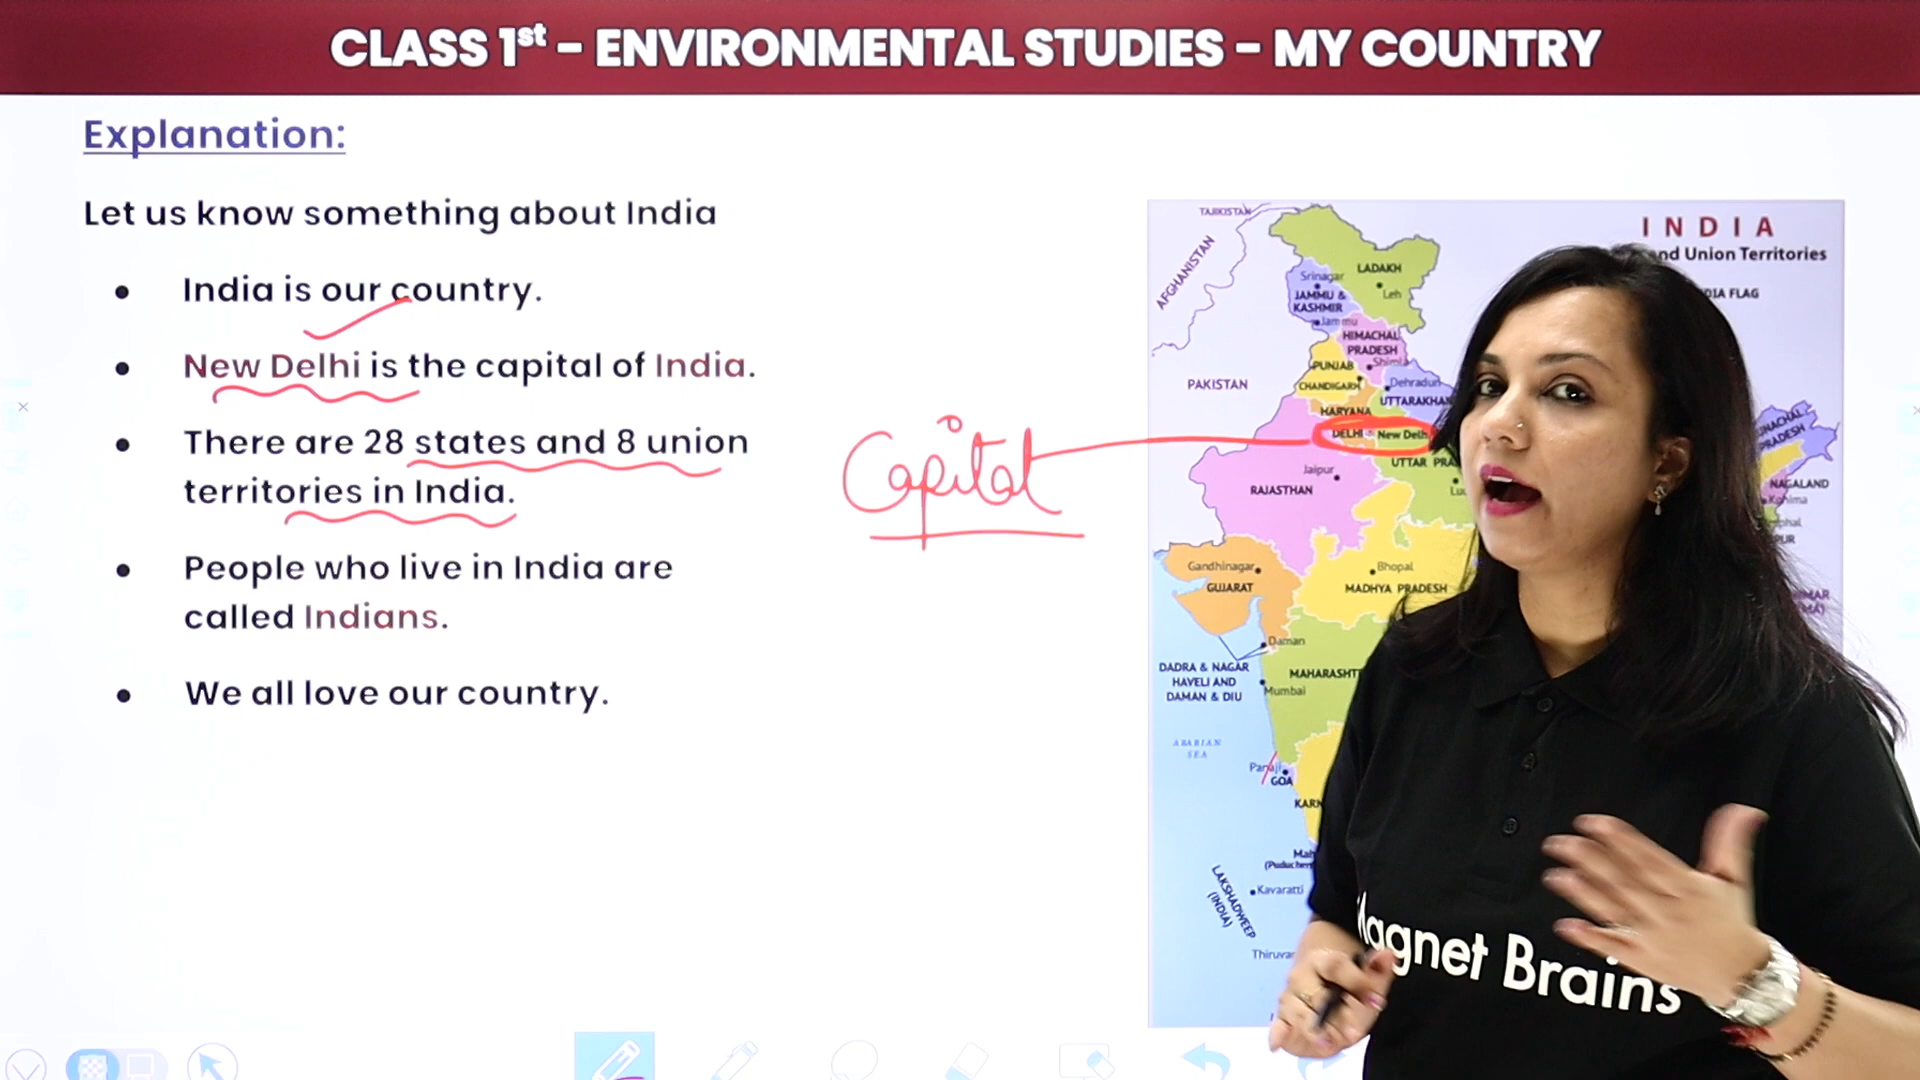 CLASS 1st – ENVIRONMENTAL STUDIES – MY COUNTRY
Explanation:
Let us know something about India
• India is our country.
• New Delhi is the capital of India.
• There are 28 states and 8 union
territories in India.
• People who live in India are
called Indians.
• We all love our country.
Capital
INDIA
and Union Territories
TAJIKISTAN
AFGHANISTAN
PAKISTAN
LADAKH
Leh
Srinagar
JAMMU &
KASHMIR
Jammu
HIMACHAL
PRADESH
Shimla
PUNJAB
CHANDIGARH
Dehradun
HARYANA
DELHI
New Delhi
Jaipur
RAJASTHAN
NAGALAND
Kohima
PRADESH
Gandhinagar
GUJARAT
Bhopal
MADHYA PRADESH
Daman
DADRA & NAGAR
HAVELI AND
DAMAN & DIU
Mumbai
ARABIAN
SEA
Panaji
GOA
LAKSHADWEEP
(INDIA)
Kavaratti
Magnet Brains